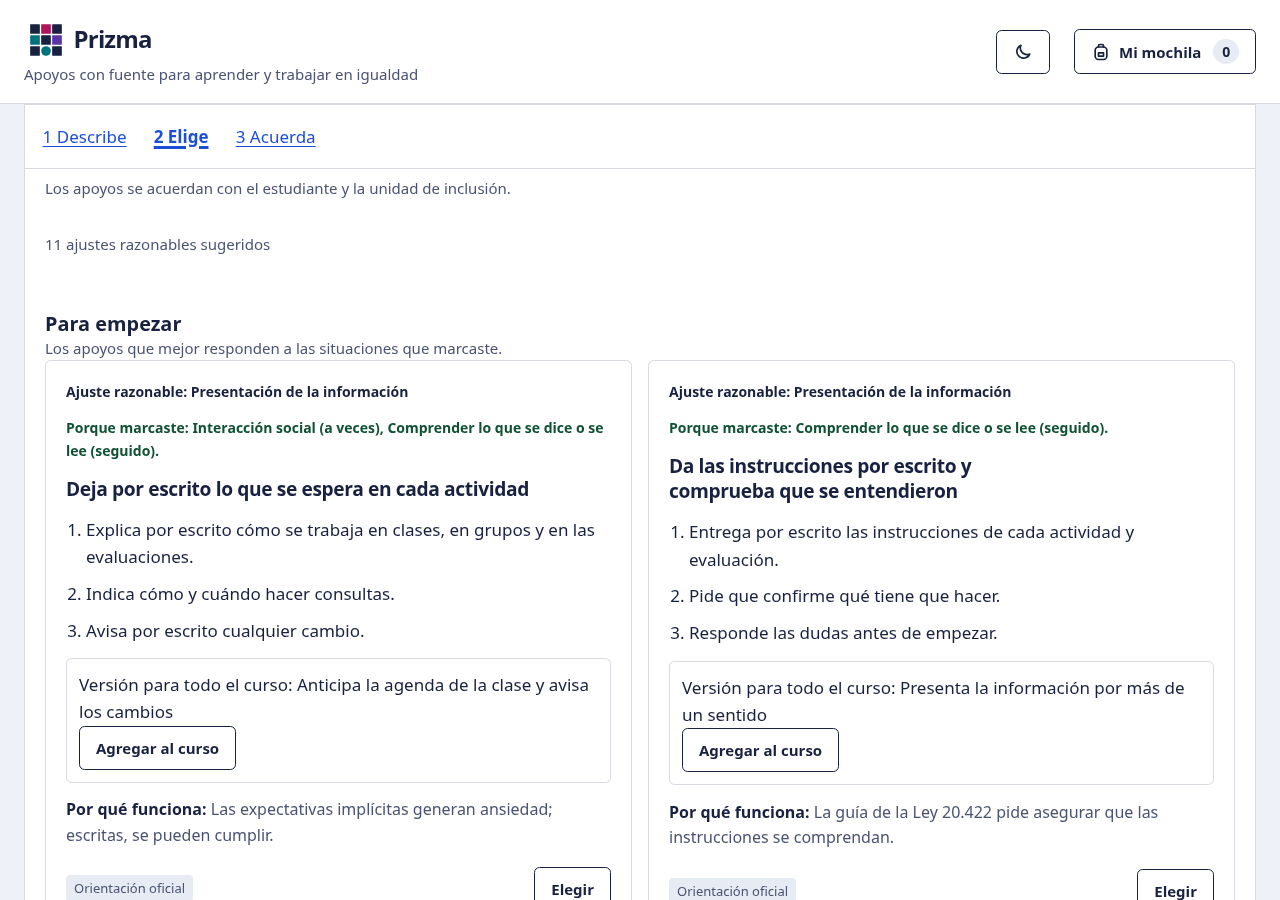 Prizma
Apoyos con fuente para aprender y trabajar en igualdad
Mi mochila 0
1 Describe 2 Elige 3 Acuerda
Los apoyos se acuerdan con el estudiante y la unidad de inclusión.
11 ajustes razonables sugeridos
Para empezar
Los apoyos que mejor responden a las situaciones que marcaste.
Ajuste razonable: Presentación de la información
Porque marcaste: Interacción social (a veces), Comprender lo que se dice o se
lee (seguido).
Deja por escrito lo que se espera en cada actividad
1. Explica por escrito cómo se trabaja en clases, en grupos y en las
evaluaciones.
2. Indica cómo y cuándo hacer consultas.
3. Avisa por escrito cualquier cambio.
Versión para todo el curso: Anticipa la agenda de la clase y avisa
los cambios
Agregar al curso
Por qué funciona: Las expectativas implícitas generan ansiedad;
escritas, se pueden cumplir.
Orientación oficial
Elegir
Ajuste razonable: Presentación de la información
Porque marcaste: Comprender lo que se dice o se lee (seguido).
Da las instrucciones por escrito y
comprueba que se entendieron
1. Entrega por escrito las instrucciones de cada actividad y
evaluación.
2. Pide que confirme qué tiene que hacer.
3. Responde las dudas antes de empezar.
Versión para todo el curso: Presenta la información por más de
un sentido
Agregar al curso
Por qué funciona: La guía de la Ley 20.422 pide asegurar que las
instrucciones se comprendan.
Orientación oficial
Elegir